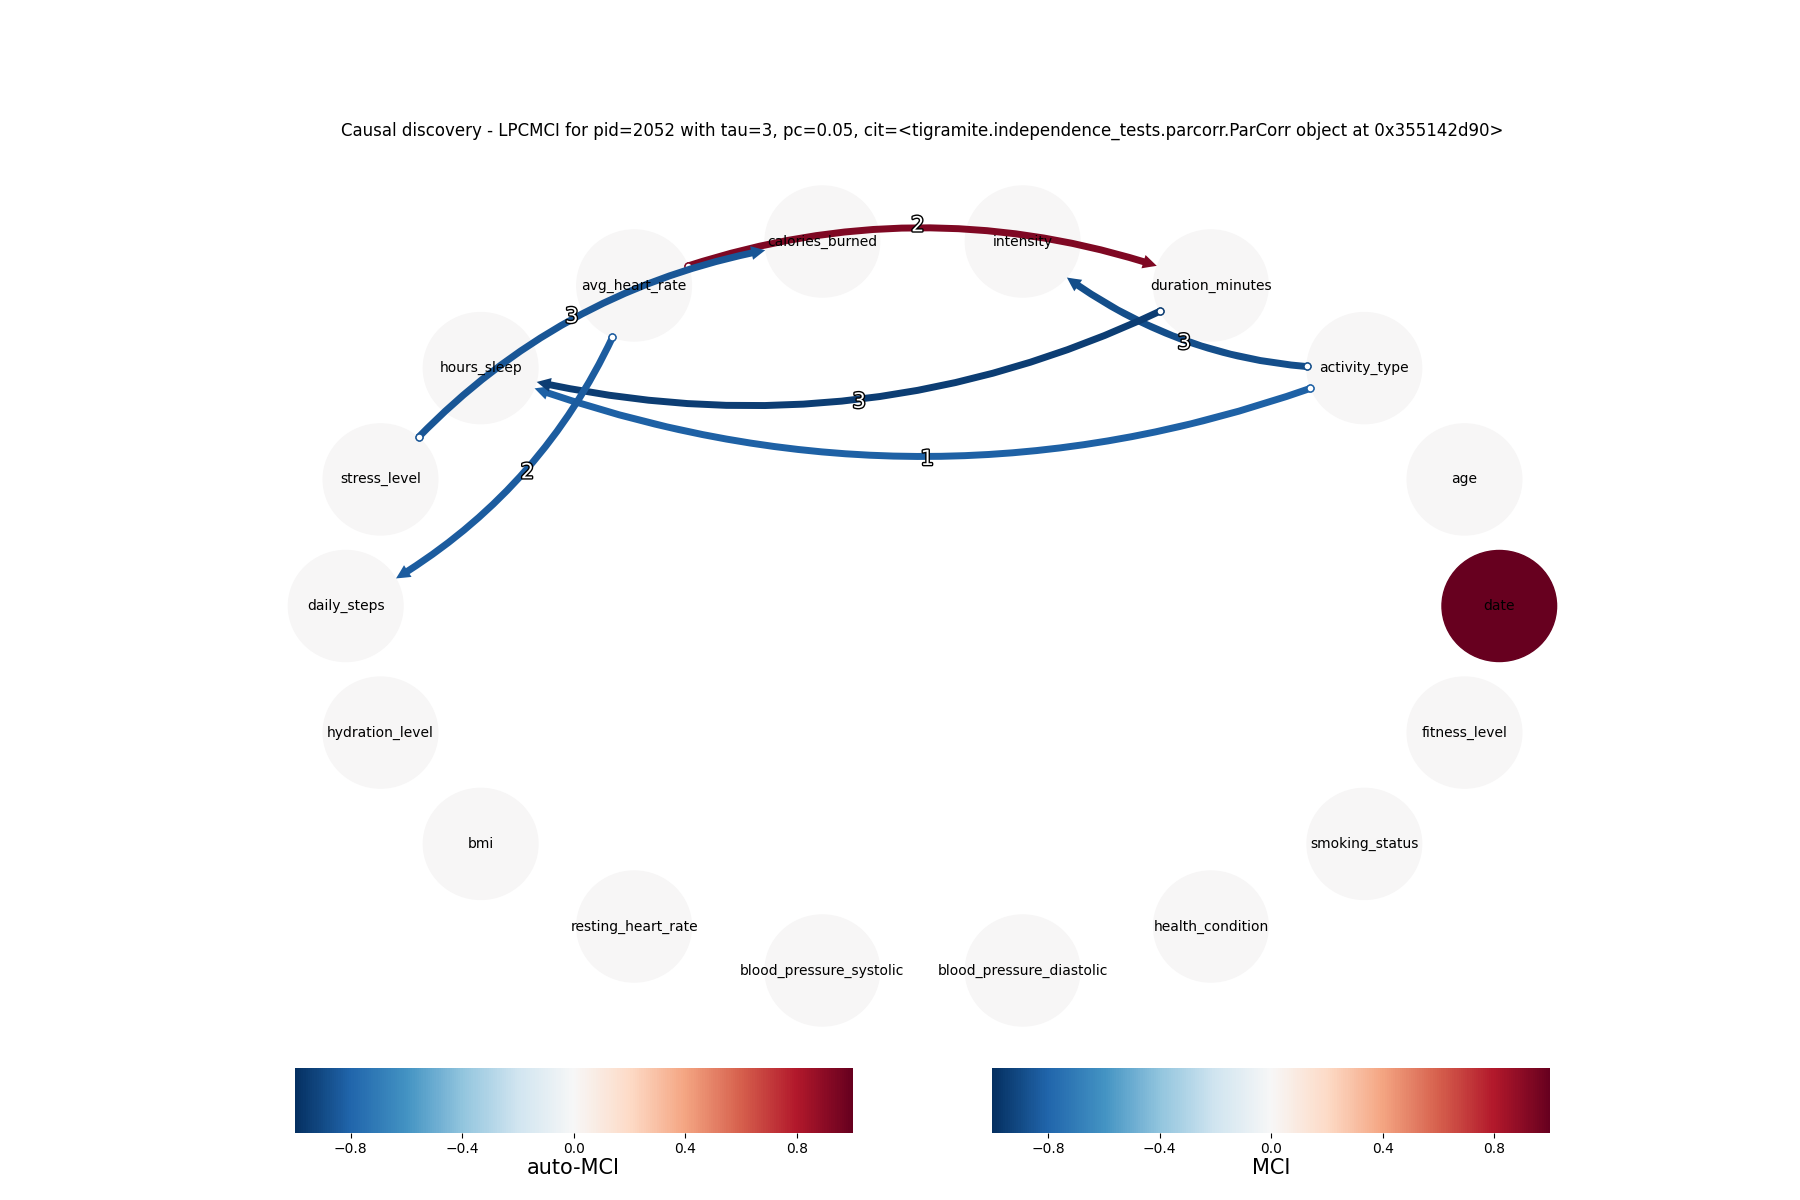 Causal discovery - LPCMCI for pid=2052 with tau=3, pc=0.05, cit=<tigramite.independence_tests.parcorr.ParCorr object at 0x355142d90>
2
calories_burned
intensity
avg_heart_rate
duration_minutes
3
3
hours_sleep
activity_type
3
1
2
stress_level
age
daily_steps
date
hydration_level
fitness_level
bmi
smoking_status
resting_heart_rate
health_condition
blood_pressure_systolic
blood_pressure_diastolic
−0.8 −0.4 0.0 0.4 0.8
auto-MCI
−0.8 −0.4 0.0 0.4 0.8
MCI